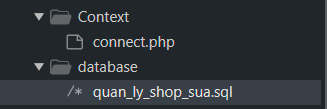 Context
connect.php
database
/* quan_ly_shop_sua.sql